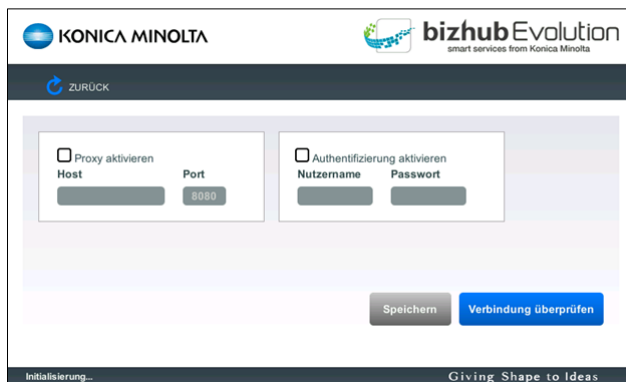 KONICA MINOLTA
bizhub Evolution
smart services from Konica Minolta
ZURÜCK
Proxy aktivieren
Host Port
8080
Authentifizierung aktivieren
Nutzername Passwort
Speichern Verbindung überprüfen
Initialisierung... Giving Shape to Ideas